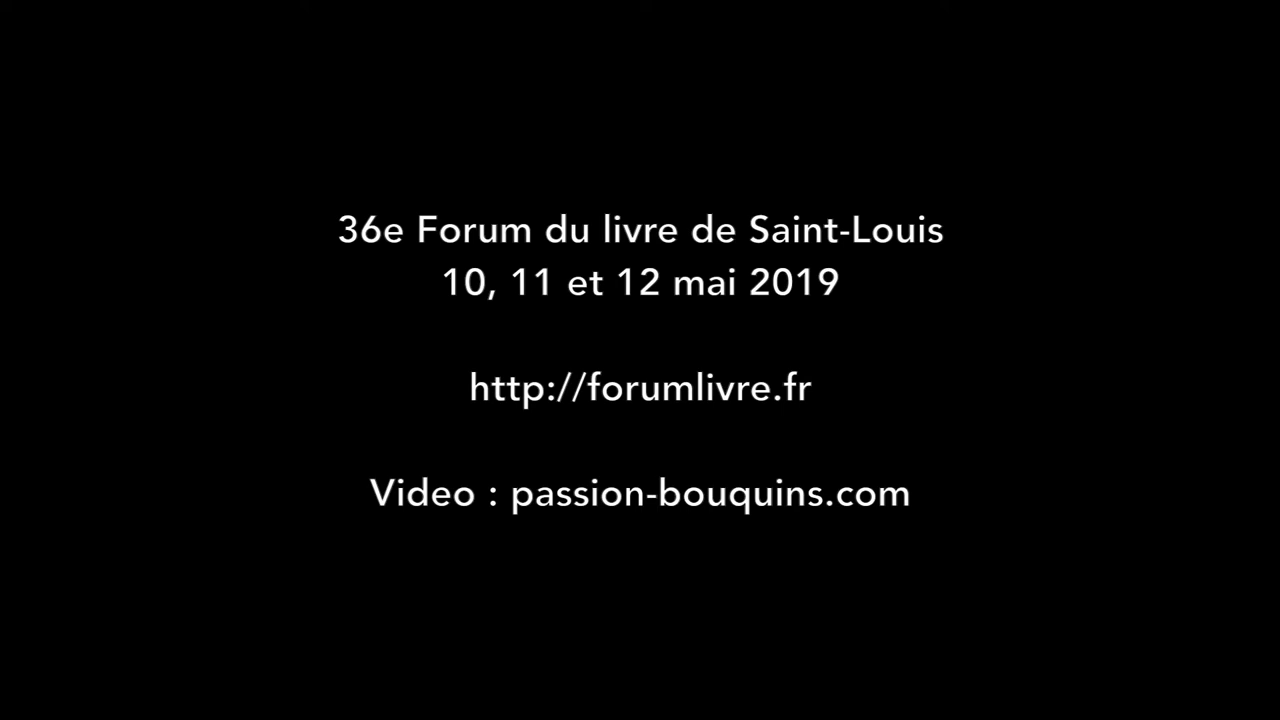 36e Forum du livre de Saint-Louis
10, 11 et 12 mai 2019
http://forumlivre.fr
Video : passion-bouquins.com